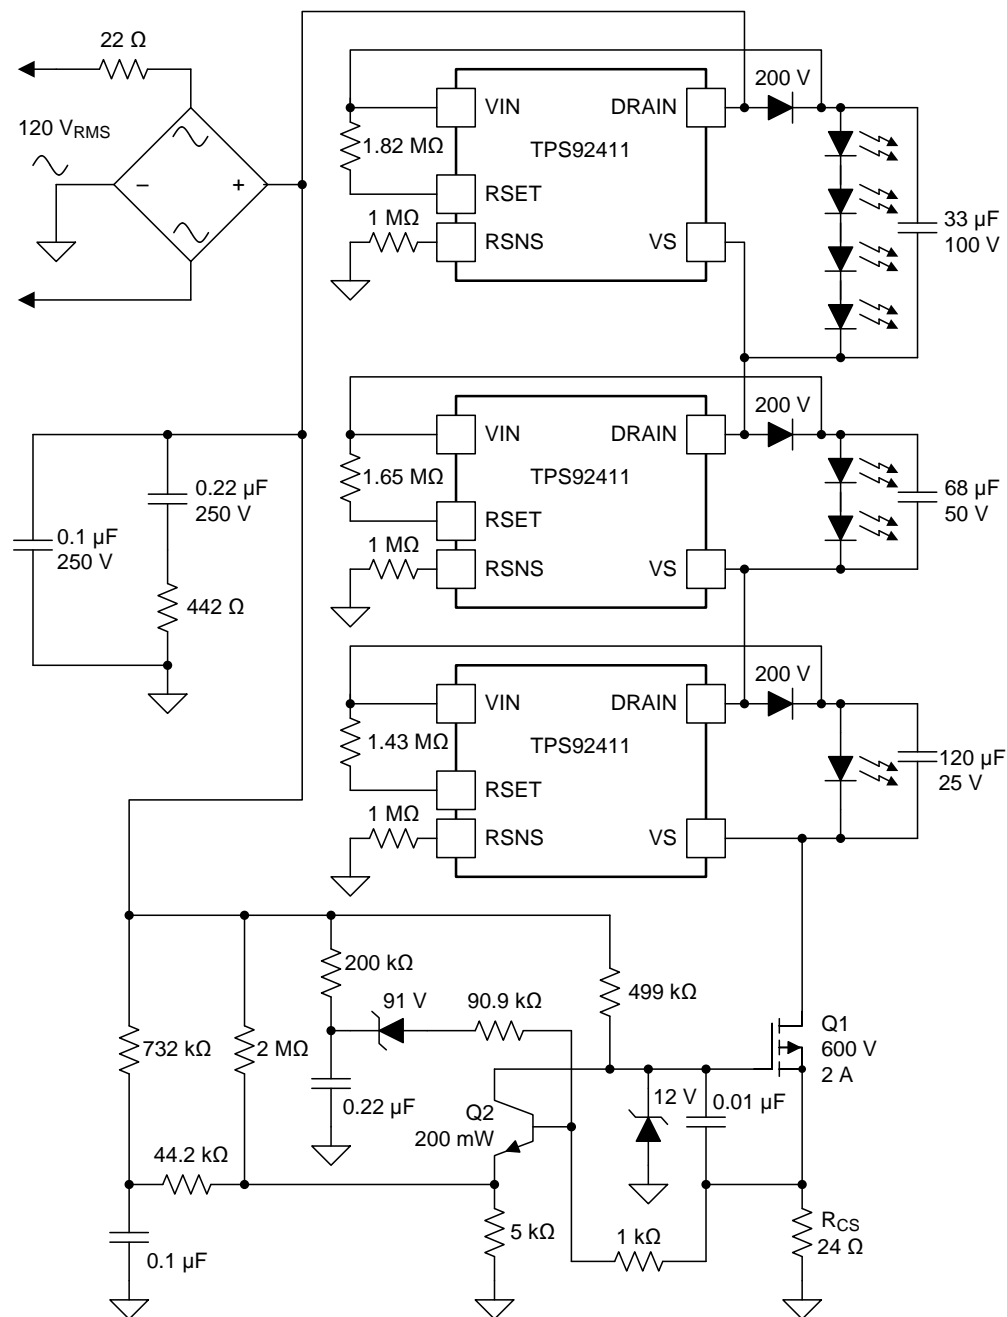 22 Ω
120 VRMS
−
+
VIN
DRAIN
200 V
1.82 MΩ
TPS92411
RSET
1 MΩ
RSNS
VS
33 µF
100 V
VIN
DRAIN
200 V
1.65 MΩ
TPS92411
RSET
1 MΩ
RSNS
VS
68 µF
50 V
0.22 µF
250 V
0.1 µF
250 V
442 Ω
VIN
DRAIN
200 V
1.43 MΩ
TPS92411
RSET
1 MΩ
RSNS
VS
120 µF
25 V
200 kΩ
91 V
90.9 kΩ
499 kΩ
732 kΩ
2 MΩ
Q1
600 V
2 A
0.22 µF
Q2
200 mW
12 V
0.01 µF
44.2 kΩ
0.1 µF
5 kΩ
1 kΩ
RCS
24 Ω